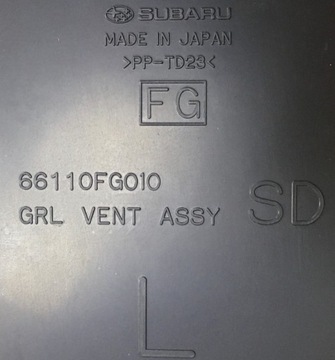 SUBARU
MADE IN JAPAN
>PP-TD23<
FG
66110FG010
GRL VENT ASSY
SD
L